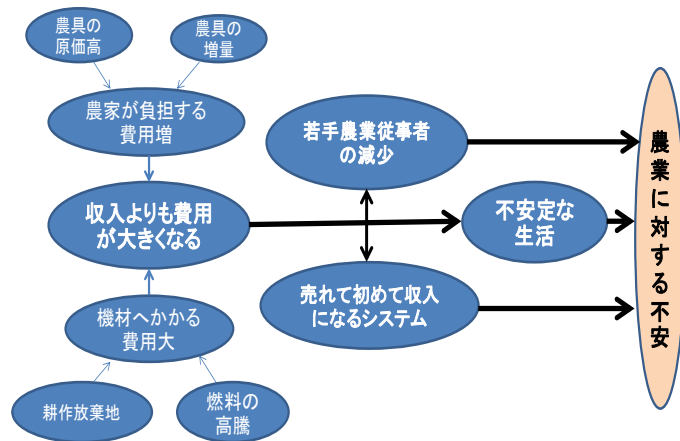 農具の
原価高
農具の
増量
農家が負担する
費用増
収入よりも費用
が大きくなる
機材へかかる
費用大
耕作放棄地
燃料の
高騰
若手農業従事者
の減少
不安定な
生活
売れて初めて収入
になるシステム
農業に対する不安